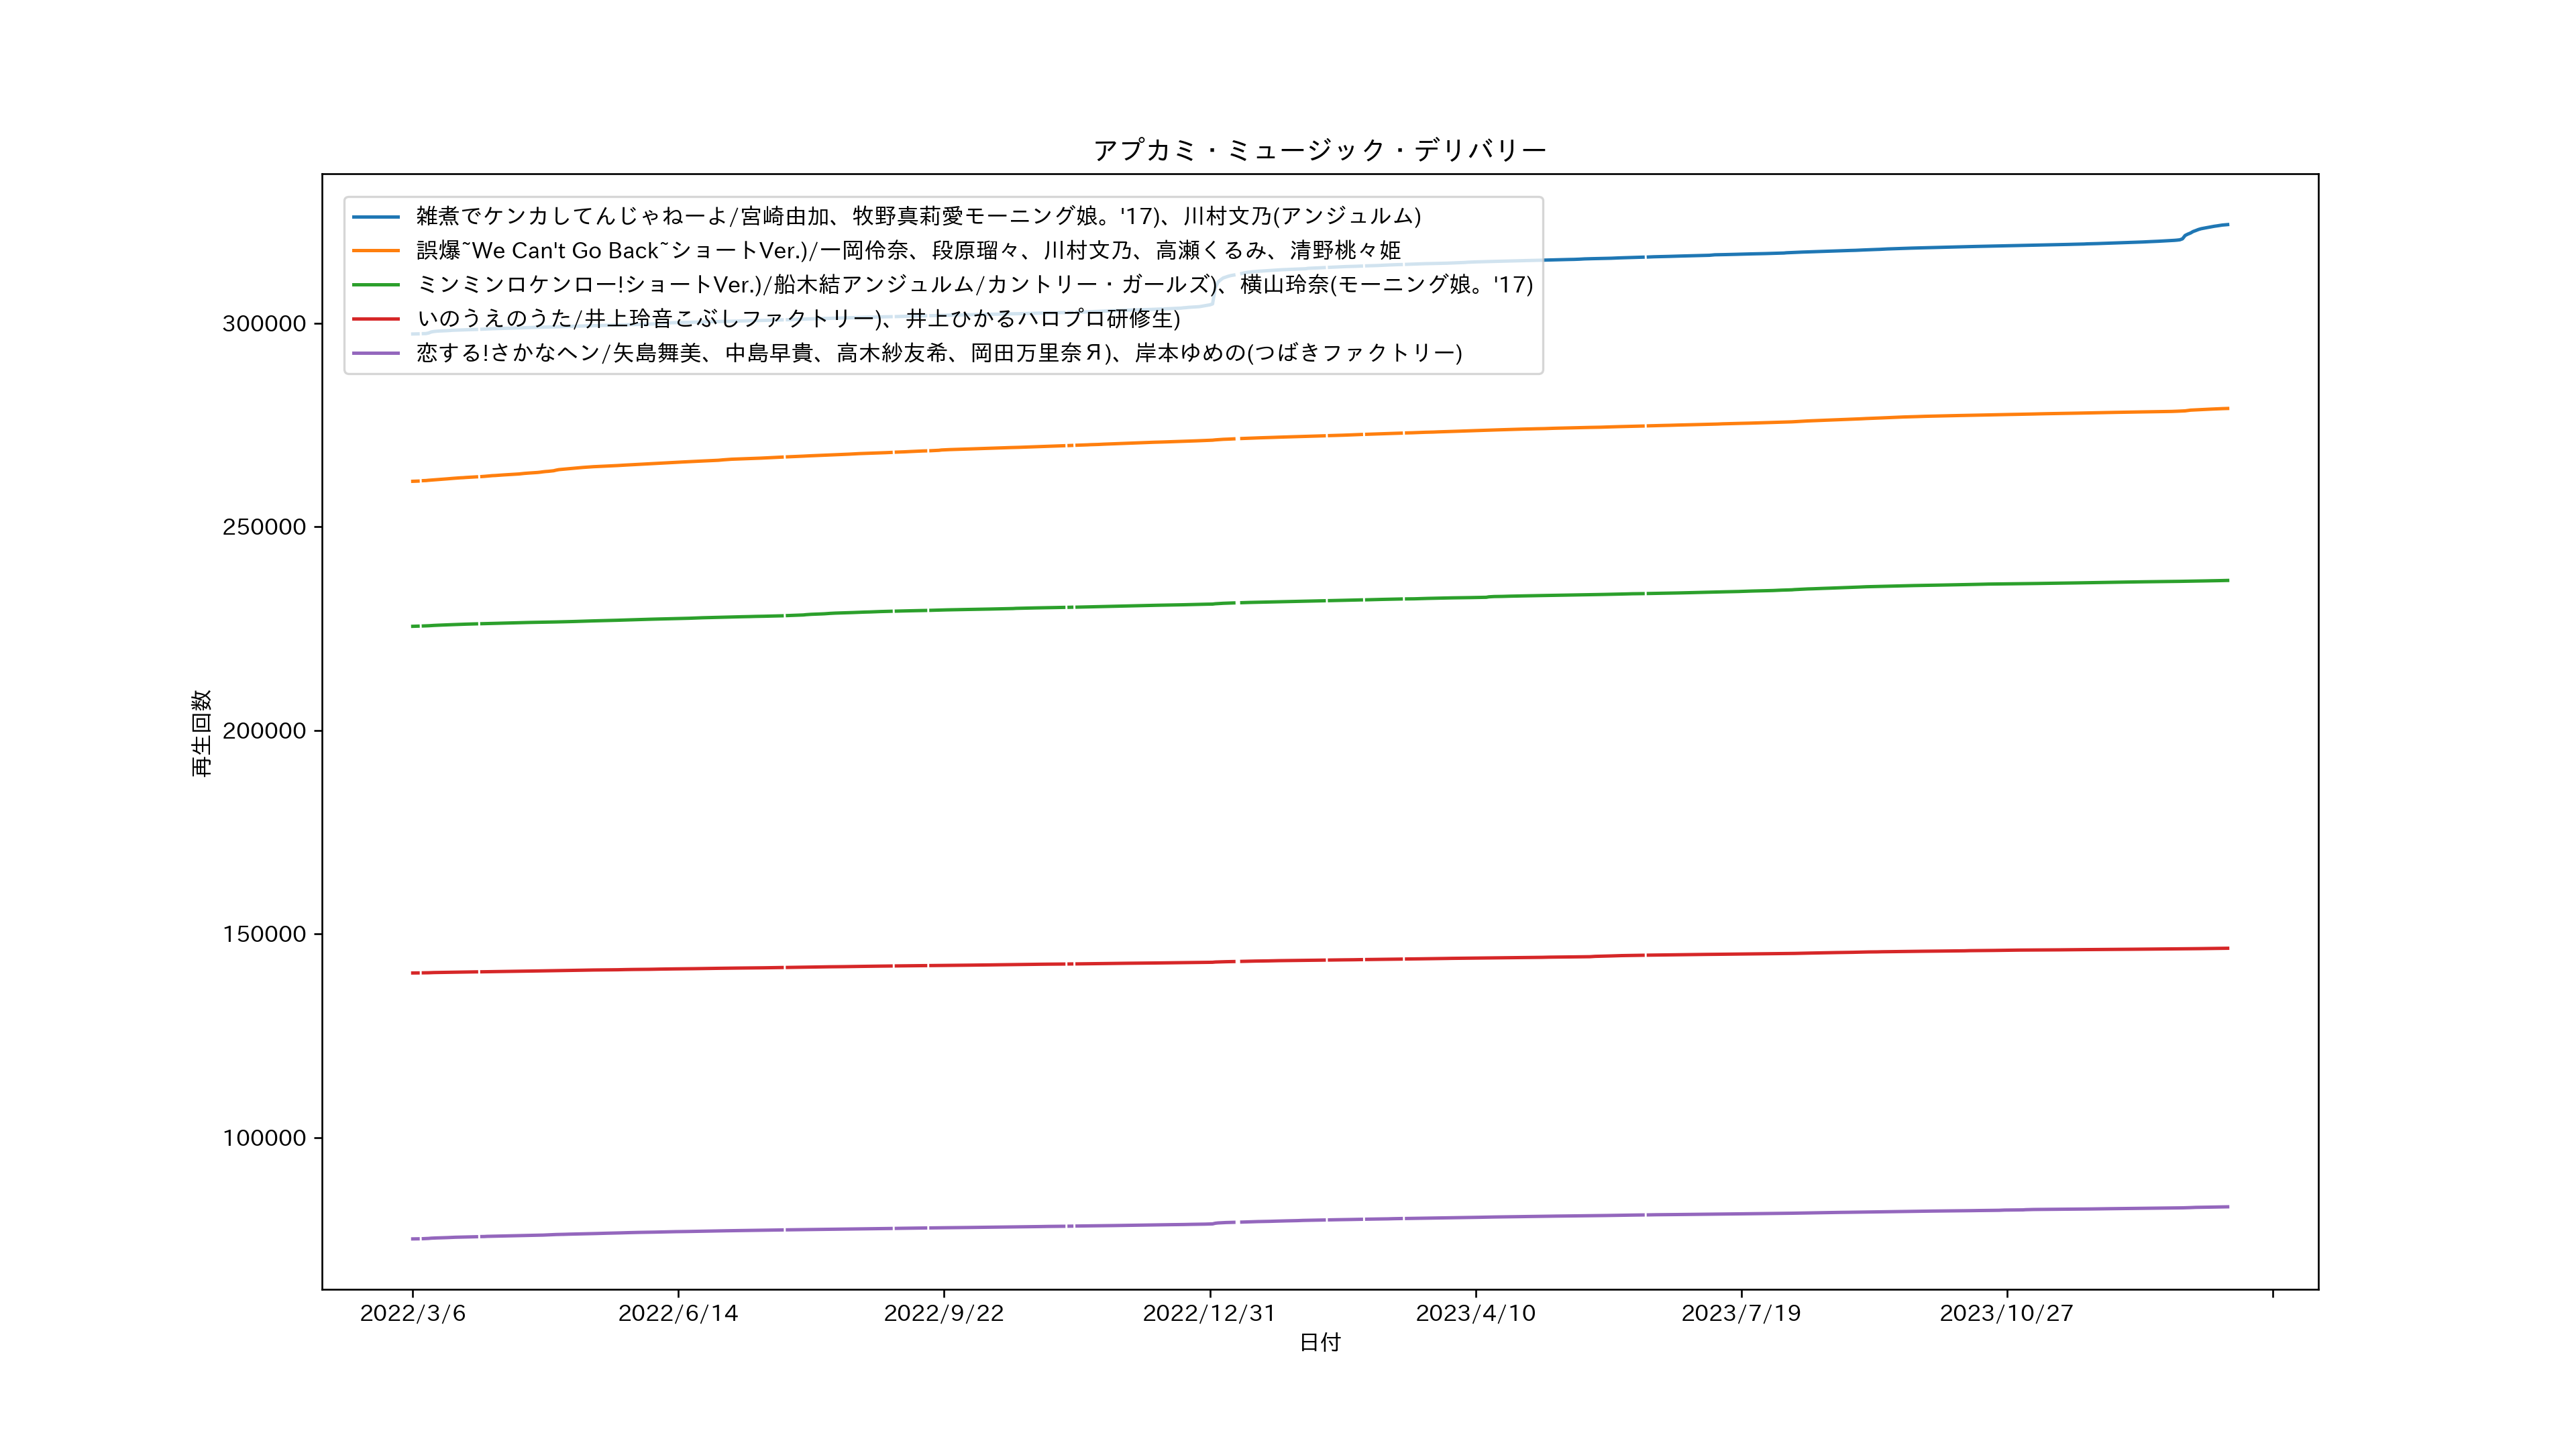 アプカミ・ミュージック・デリバリー
雑煮でケンカしてんじゃねーよ/宮崎由加、牧野真莉愛モーニング娘。'17)、川村文乃(アンジュルム)
誤爆~We Can't Go Back~ショートVer.)/一岡伶奈、段原瑠々、川村文乃、高瀬くるみ、清野桃々姫
ミンミンロケンロー!ショートVer.)/船木結アンジュルム/カントリー・ガールズ)、横山玲奈(モーニング娘。'17)
いのうえのうた/井上玲音こぶしファクトリー)、井上ひかるハロプロ研修生)
恋する!さかなヘン/矢島舞美、中島早貴、高木紗友希、岡田万里奈Я)、岸本ゆめの(つばきファクトリー)
再生回数
300000
250000
200000
150000
100000
2022/3/6
2022/6/14
2022/9/22
2022/12/31
2023/4/10
2023/7/19
2023/10/27
日付